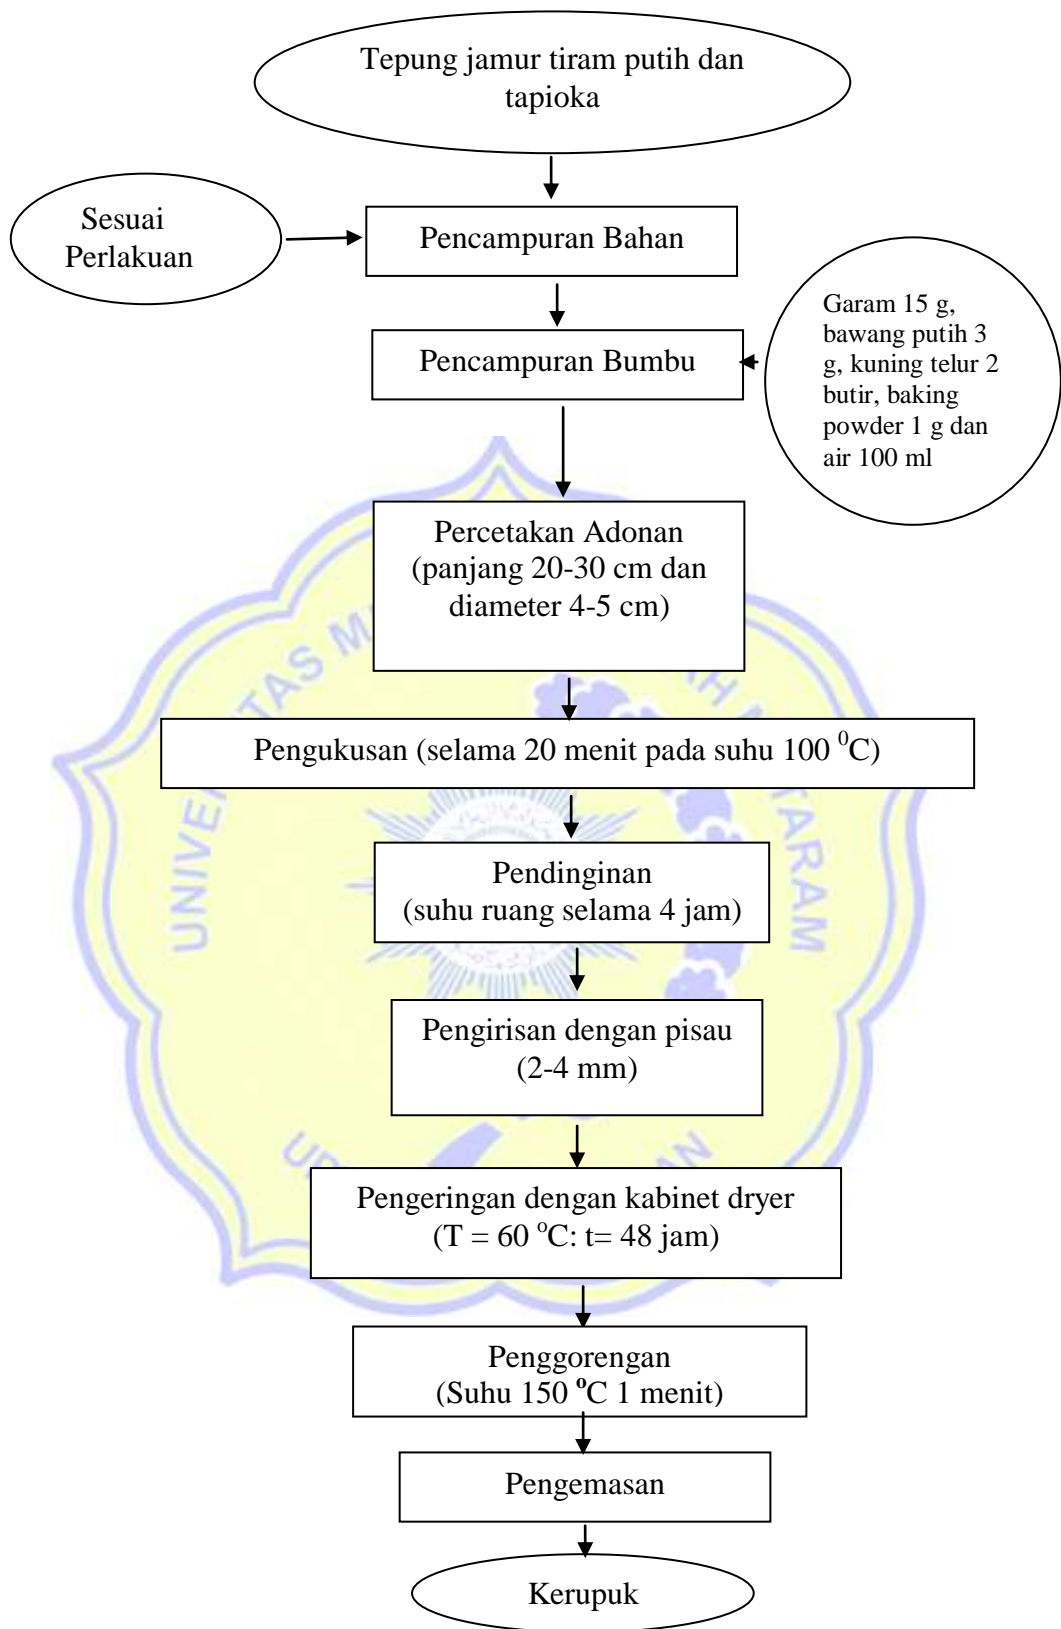 Tepung jamur tiram putih dan
tapioka
Sesuai
Perlakuan
Pencampuran Bahan
Garam 15 g,
bawang putih 3
g, kuning telur 2
butir, baking
powder 1 g dan
air 100 ml
Pencampuran Bumbu
Percetakan Adonan
(panjang 20-30 cm dan
diameter 4-5 cm)
Pengukusan (selama 20 menit pada suhu 100 ⁰C)
Pendinginan
(suhu ruang selama 4 jam)
Pengirisan dengan pisau
(2-4 mm)
Pengeringan dengan kabinet dryer
(T = 60 ᵒC: t= 48 jam)
Penggorengan
(Suhu 150 ᵒC 1 menit)
Pengemasan
Kerupuk